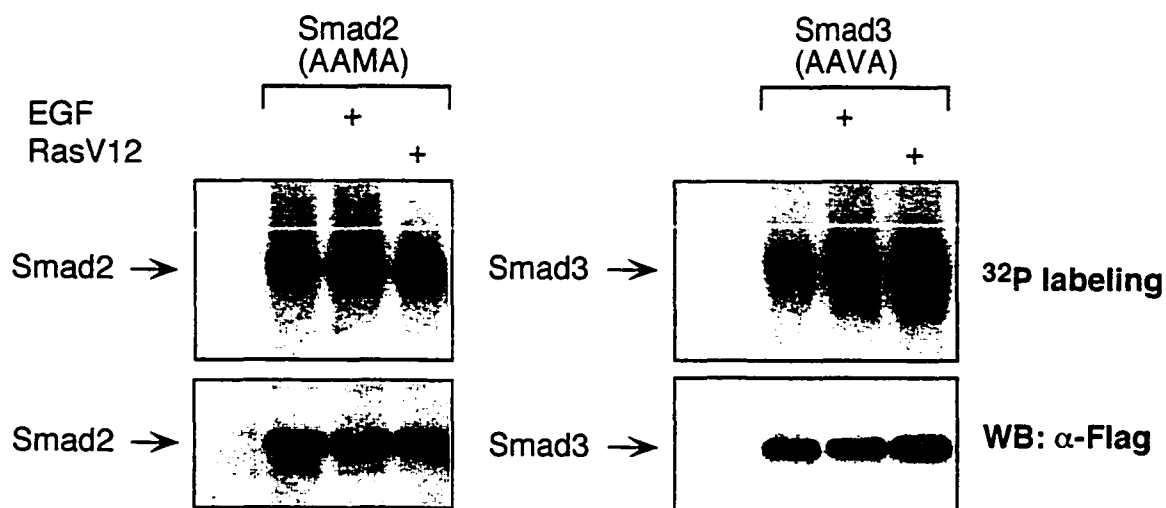 Smad2
(AAMA)
Smad3
(AAVA)
EGF + +
RasV12 + +
Smad2 → Smad3 → ³²P labeling
Smad2 → Smad3 → WB: α-Flag